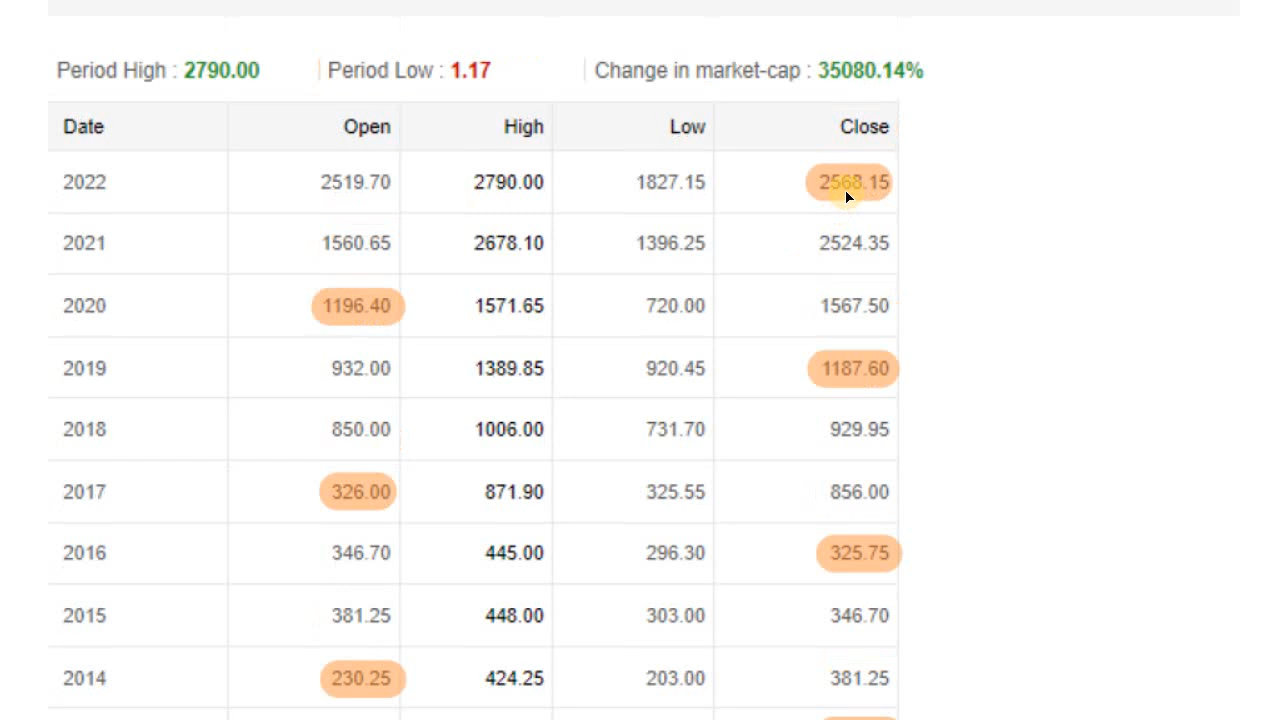 Period High : 2790.00 Period Low : 1.17 Change in market-cap : 35080.14%
Date Open High Low Close
2022 2519.70 2790.00 1827.15 2568.15
2021 1560.65 2678.10 1396.25 2524.35
2020 1196.40 1571.65 720.00 1567.50
2019 932.00 1389.85 920.45 1187.60
2018 850.00 1006.00 731.70 929.95
2017 326.00 871.90 325.55 856.00
2016 346.70 445.00 296.30 325.75
2015 381.25 448.00 303.00 346.70
2014 230.25 424.25 203.00 381.25